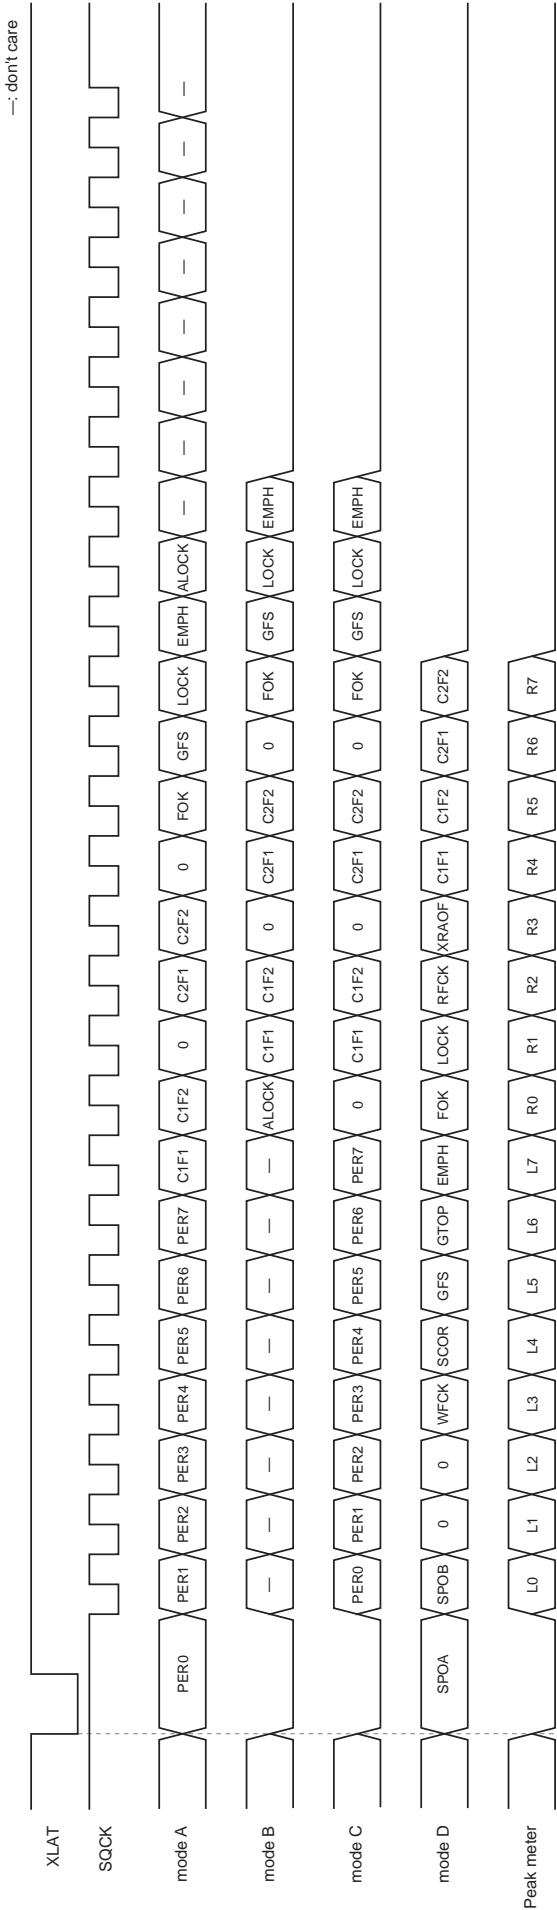 —: don't care
XLAT
SQCK
mode A PER0 PER1 PER2 PER3 PER4 PER5 PER6 PER7 C1F1 C1F2 0 C2F1 C2F2 0 FOK GFS LOCK EMPH ALOCK — — — — — — — —
mode B — — — — — — — — ALOCK C1F1 C1F2 0 C2F1 C2F2 0 FOK GFS LOCK EMPH
mode C PER0 PER1 PER2 PER3 PER4 PER5 PER6 PER7 0 C1F1 C1F2 0 C2F1 C2F2 0 FOK GFS LOCK EMPH
mode D SPOA SPOB 0 0 WFCK SCOR GFS GTOP EMPH FOK LOCK RFCK XRAOF C1F1 C1F2 C2F1 C2F2
Peak meter L0 L1 L2 L3 L4 L5 L6 L7 R0 R1 R2 R3 R4 R5 R6 R7